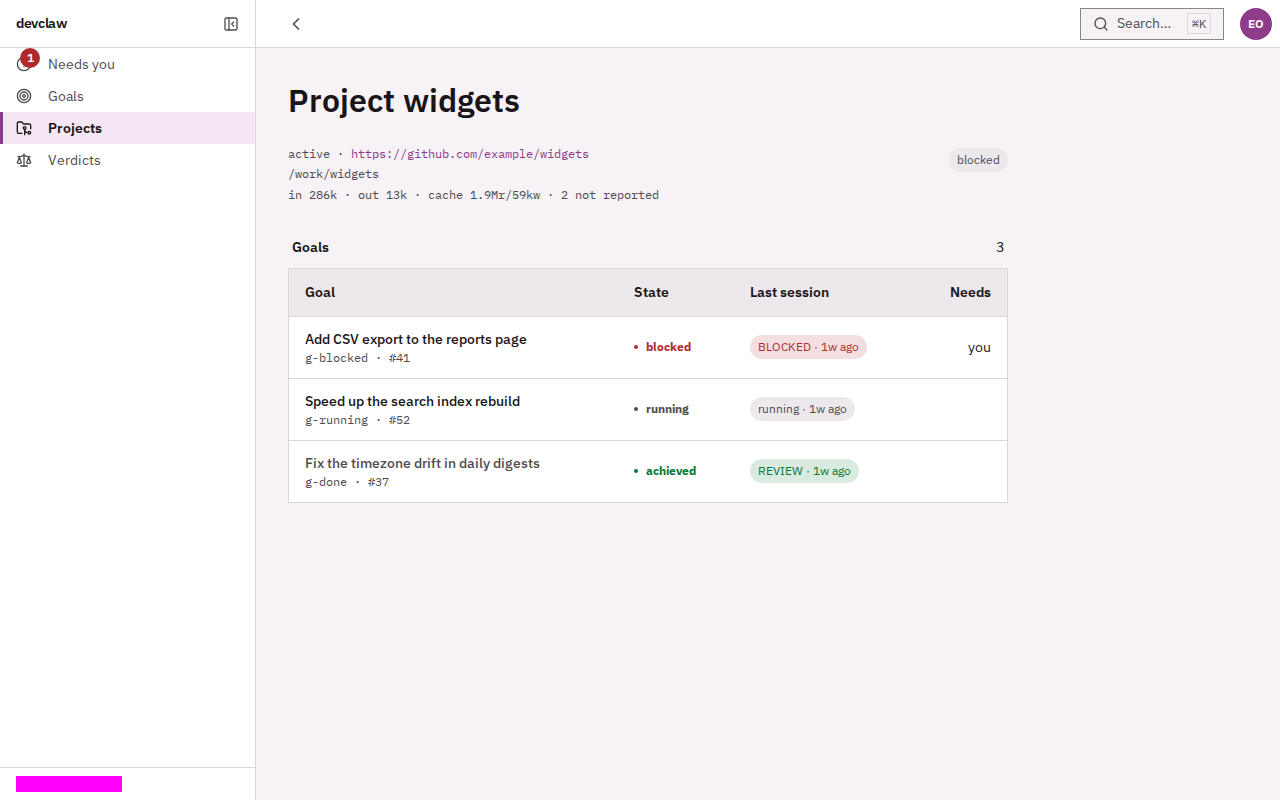 devclaw
Search…
⌘K
EO
1
Needs you
Goals
Projects
Verdicts
Project widgets
active · https://github.com/example/widgets
blocked
/work/widgets
in 286k · out 13k · cache 1.9Mr/59kw · 2 not reported
Goals 3
Goal State Last session Needs
Add CSV export to the reports page
g-blocked · #41
• blocked
BLOCKED · 1w ago
you
Speed up the search index rebuild
g-running · #52
• running
running · 1w ago
Fix the timezone drift in daily digests
g-done · #37
• achieved
REVIEW · 1w ago